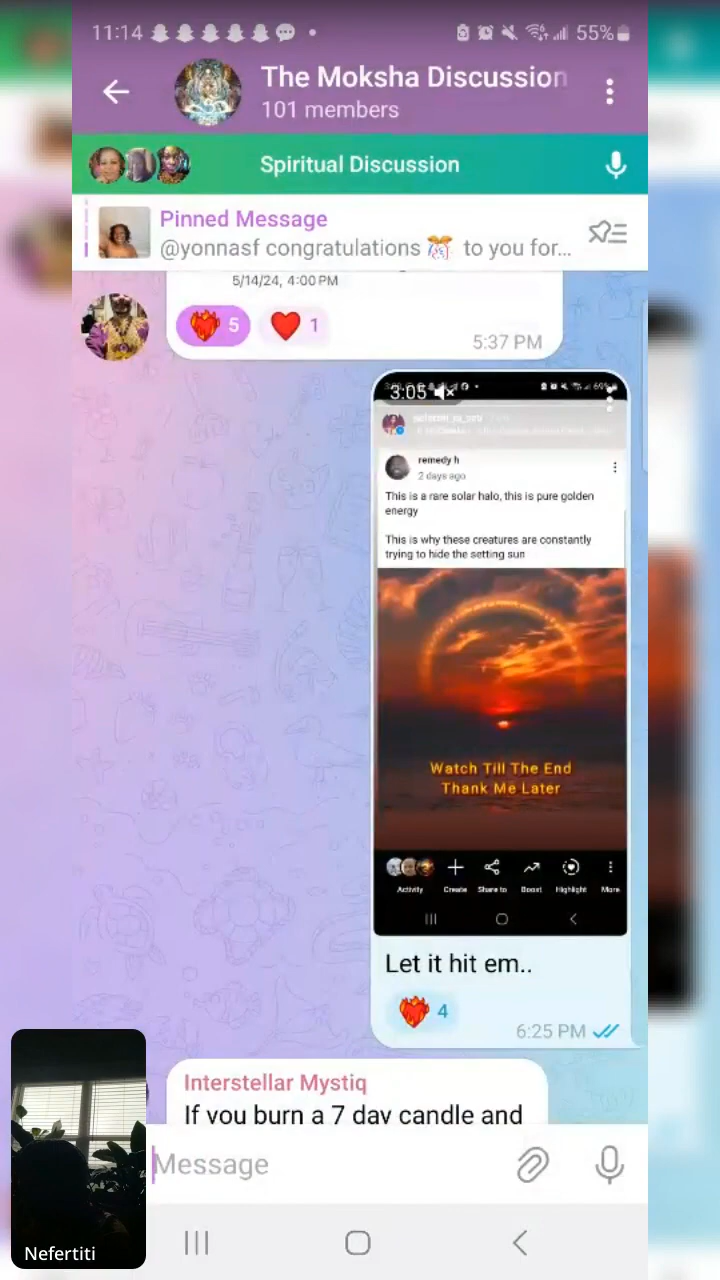 11:14
55%
The Moksha Discussion
101 members
Spiritual Discussion
Pinned Message
@yonnasf congratulations to you for...
5/14/24, 4:00 PM
5
1
5:37 PM
3:05
remedy h
2 days ago
This is a rare solar halo, this is pure golden
energy
This is why these creatures are constantly
trying to hide the setting sun
Watch Till The End
Thank Me Later
Activity
Create
Share to
Boost
Highlight
More
Let it hit em..
4
6:25 PM
Interstellar Mystiq
If you burn a 7 day candle and
Message
Nefertiti